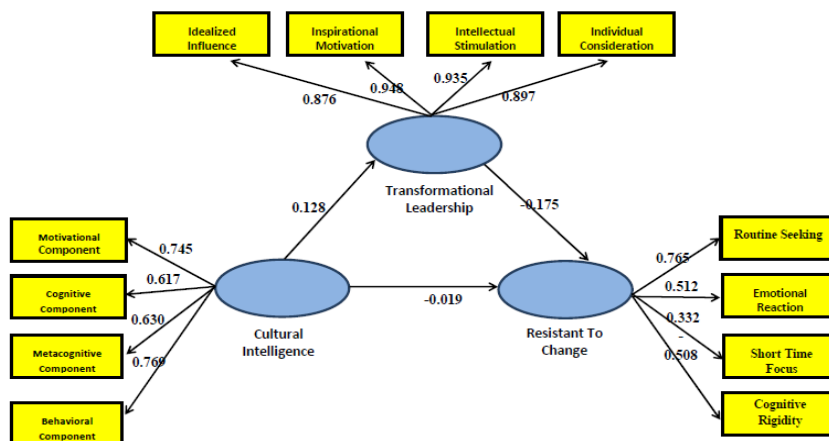 Idealized
Influence
Inspirational
Motivation
Intellectual
Stimulation
Individual
Consideration
0.876
0.948
0.935
0.897
Transformational
Leadership
0.128
-0.175
Motivational
Component
0.745
Cognitive
Component
0.617
Metacognitive
Component
0.630
Behavioral
Component
0.769
Cultural
Intelligence
-0.019
Resistant To
Change
0.765
Routine Seeking
0.512
Emotional
Reaction
0.332
Short Time
Focus
-
0.508
Cognitive
Rigidity